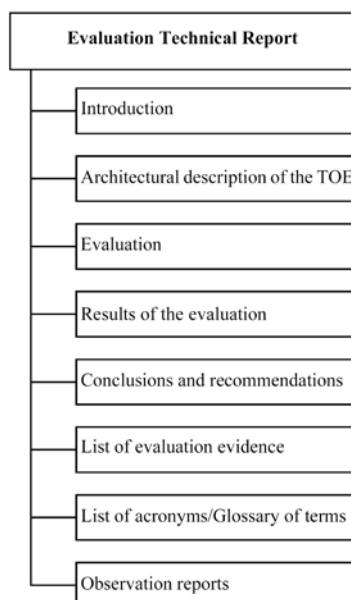 Evaluation Technical Report
Introduction
Architectural description of the TOE
Evaluation
Results of the evaluation
Conclusions and recommendations
List of evaluation evidence
List of acronyms/Glossary of terms
Observation reports